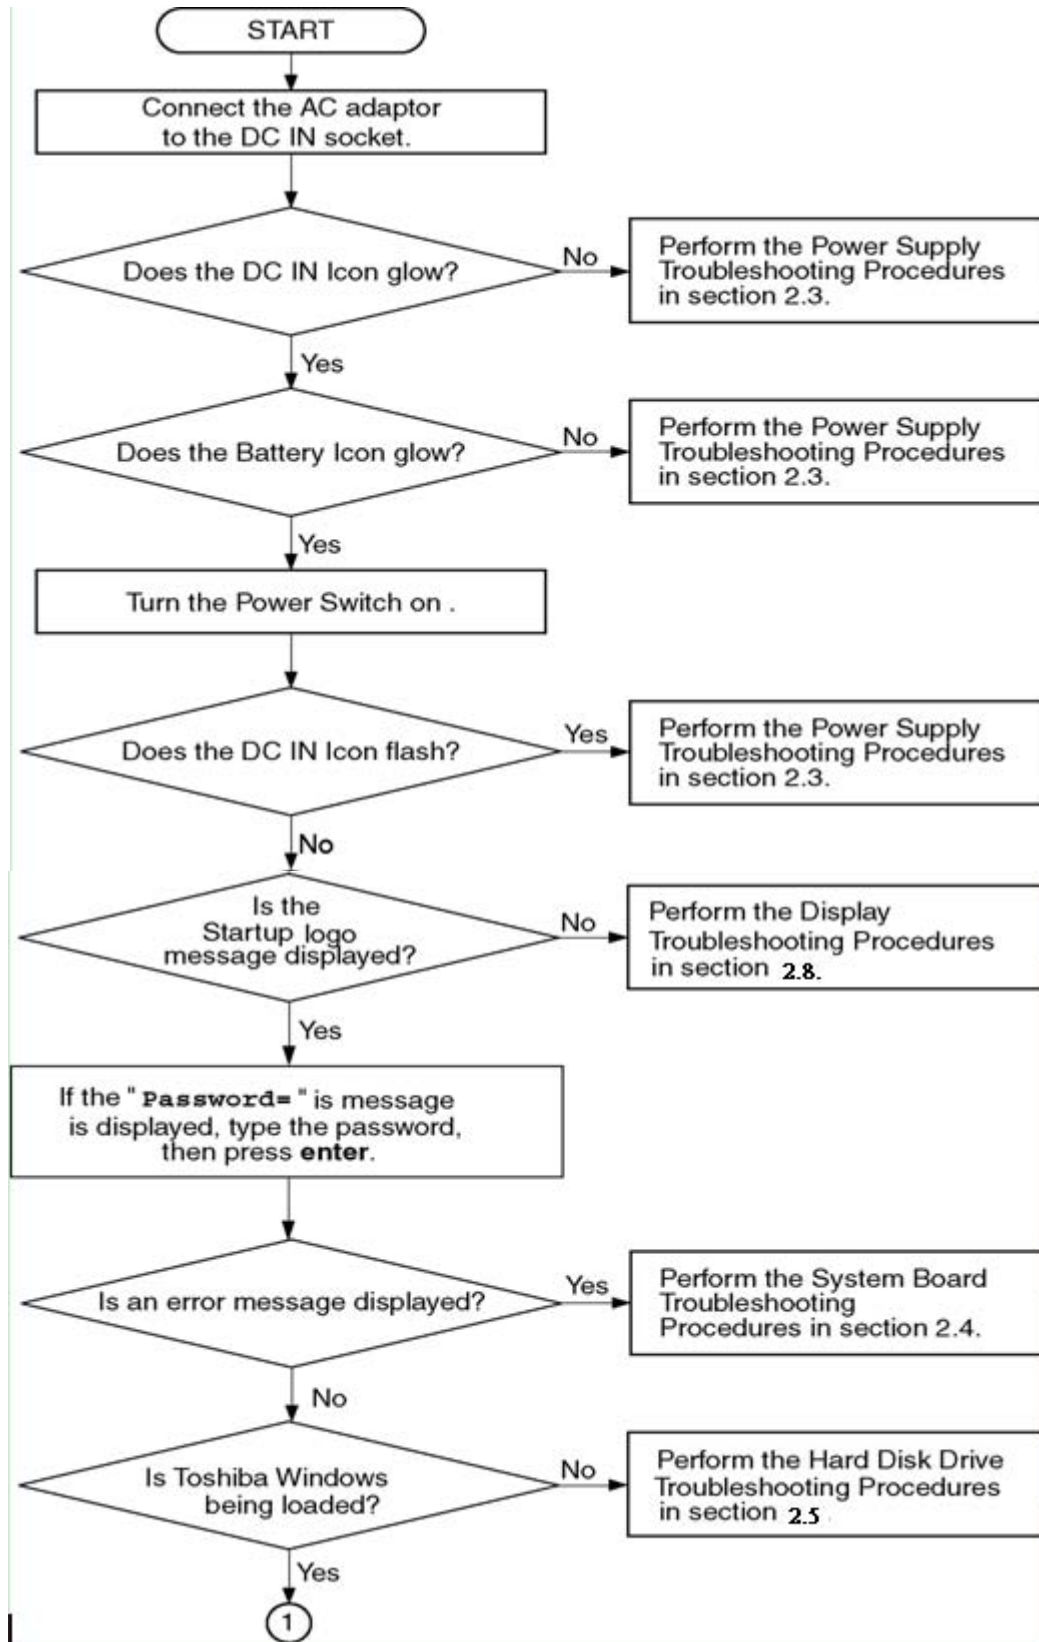 START
Connect the AC adaptor
to the DC IN socket.
Does the DC IN Icon glow?
No
Perform the Power Supply
Troubleshooting Procedures
in section 2.3.
Yes
Does the Battery Icon glow?
No
Perform the Power Supply
Troubleshooting Procedures
in section 2.3.
Yes
Turn the Power Switch on .
Does the DC IN Icon flash?
Yes
Perform the Power Supply
Troubleshooting Procedures
in section 2.3.
No
Is the
Startup logo
message displayed?
No
Perform the Display
Troubleshooting Procedures
in section 2.8.
Yes
If the " Password= " is message
is displayed, type the password,
then press enter.
Is an error message displayed?
Yes
Perform the System Board
Troubleshooting
Procedures in section 2.4.
No
Is Toshiba Windows
being loaded?
No
Perform the Hard Disk Drive
Troubleshooting Procedures
in section 2.5
Yes
1